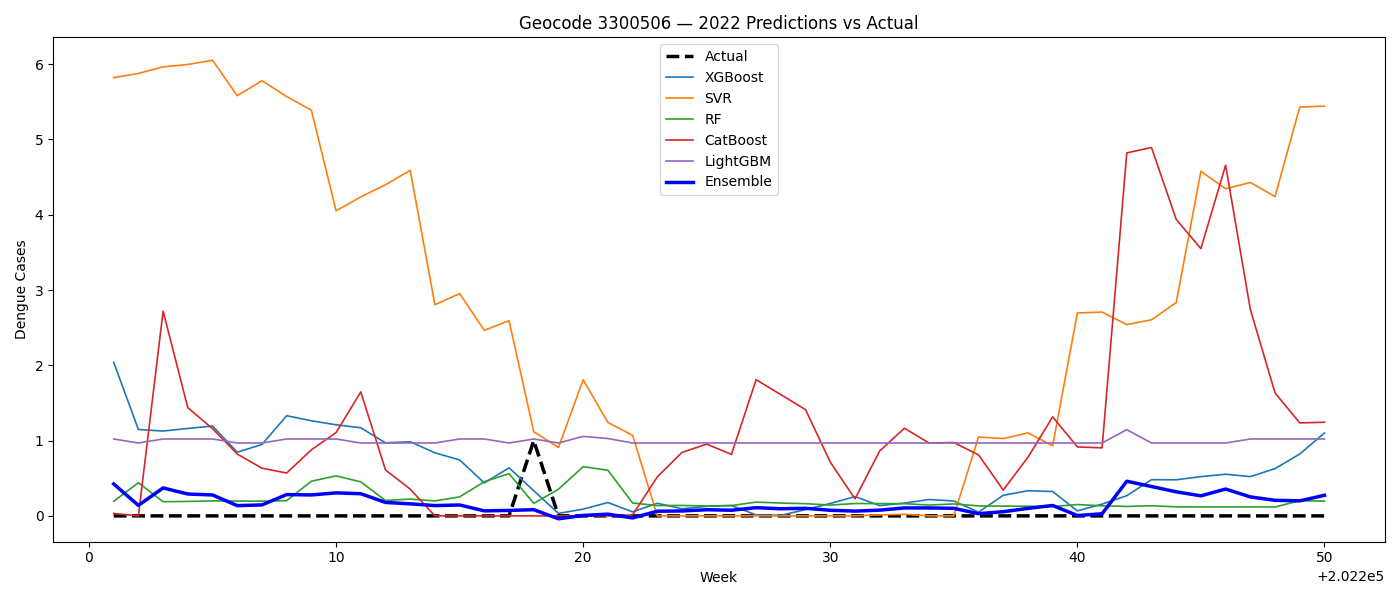 Geocode 3300506 — 2022 Predictions vs Actual
Actual
XGBoost
SVR
RF
CatBoost
LightGBM
Ensemble
Dengue Cases
6
5
4
3
2
1
0
0 10 20 30 40 50
+2.022e5
Week